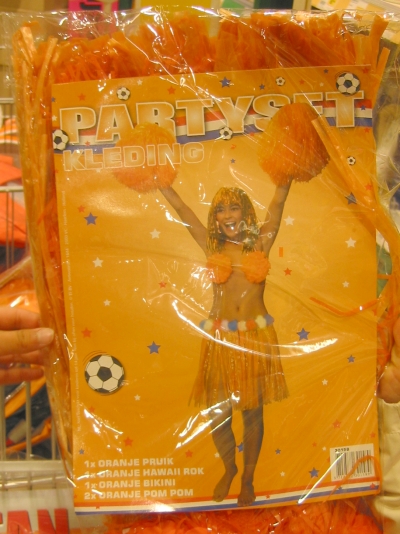 PARTYSET
KLEDING
1x ORANJE PRUIK
1x ORANJE HAWAII ROK
1x ORANJE BIKINI
2x ORANJE POM POM